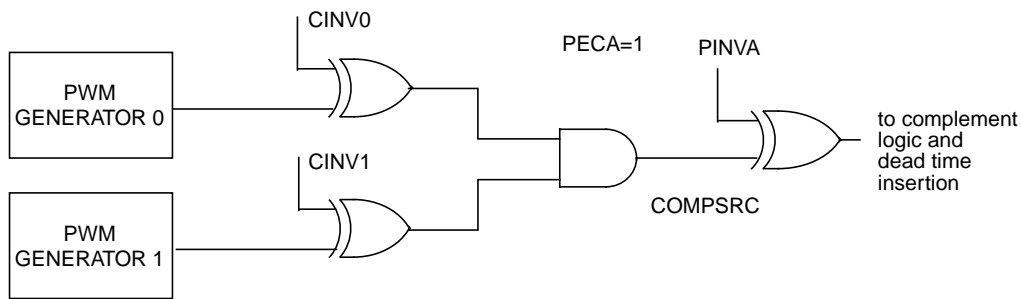 CINV0
PECA=1
PINVA
PWM
GENERATOR 0
to complement
logic and
dead time
insertion
CINV1
COMPSRC
PWM
GENERATOR 1